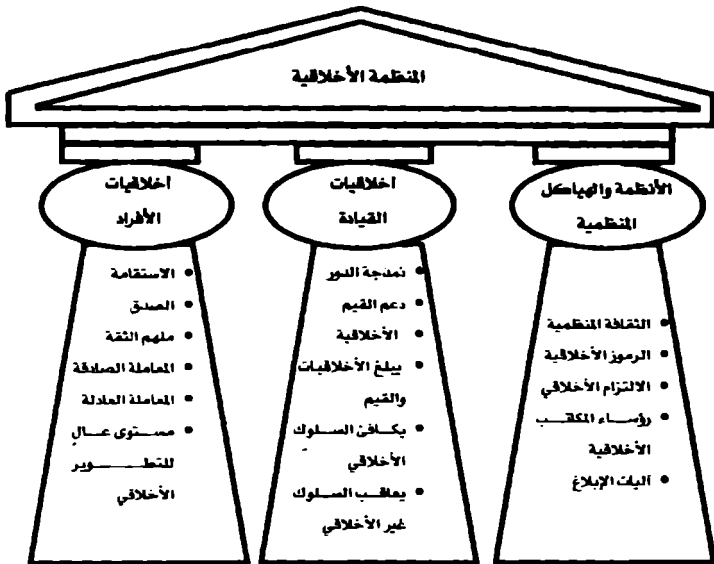 المنظمة الأخلاقية
الأنظمة والهياكل
المنظمية
• الثقافة المنظمية
• الرموز الأخلاقية
• الالتزام الأخلاقي
• رؤساء المكتب
الأخلاقية
• آليات الإبلاغ
أخلاقيات
القيادة
• نمذجة الدور
• دعم القيم
• الأخلاقية
• يبلغ الأخلاقيات
والقيم
• يكافئ السلوك
الأخلاقي
• يعاقب السلوك
غير الأخلاقي
أخلاقيات
الأفراد
• الاستقامة
• الصدق
• ملهم الثقة
• المعاملة الصادقة
• المعاملة العادلة
• مستوى عالٍ
للتطوير
الأخلاقي